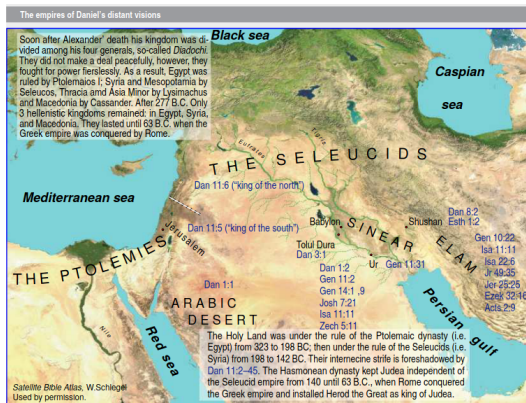 The empires of Daniel's distant visions
Soon after Alexander' death his kingdom was di-
vided among his four generals, so-called Diadochi.
They did not make a deal peacefully, however, they
fought for power fierslessly. As a result, Egypt was
ruled by Ptolemaios I; Syria and Mesopotamia by
Seleucos, Thracia amd Ásia Minor by Lysimachus
and Macedonia by Cassander. After 277 B.C. Only
3 hellenistic kingdoms remained: in Egypt, Syria,
and Macedonia. They lasted until 63 B.C. when the
Greek empire was conquered by Rome.
Black sea
Caspian
sea
Eufrates
Tigris
THE SELEUCIDS
Dan 11:6 ("king of the north")
Mediterranean sea
Dan 11:5 ("king of the south")
Jerusalem
THE PTOLEMIES
Babylon
SINEAR
Shushan
Dan 8:2
Esth 1:2
ELAM
Tolul Dura
Dan 3:1
Ur
Gen 11:31
Gen 10:22
Isa 11:11
Isa 22:6
Jr 49:35
Jer 25:25
Ezek 32:16
Acts 2:9
Dan 1:2
Gen 11:2
Gen 14:1 ,9
Josh 7:21
Isa 11:11
Zech 5:11
Dan 1:1
ARABIC
DESERT
Nile
Red sea
Persian gulf
The Holy Land was under the rule of the Ptolemaic dynasty (i.e.
Egypt) from 323 to 198 BC; then under the rule of the Seleucids (i.e.
Syria) from 198 to 142 BC. Their internecine strife is foreshadowed by
Dan 11:2–45. The Hasmonean dynasty kept Judea independent of
the Seleucid empire from 140 until 63 B.C., when Rome conquered
the Greek empire and installed Herod the Great as king of Judea.
Satellite Bible Atlas, W.Schlegel
Used by permission.